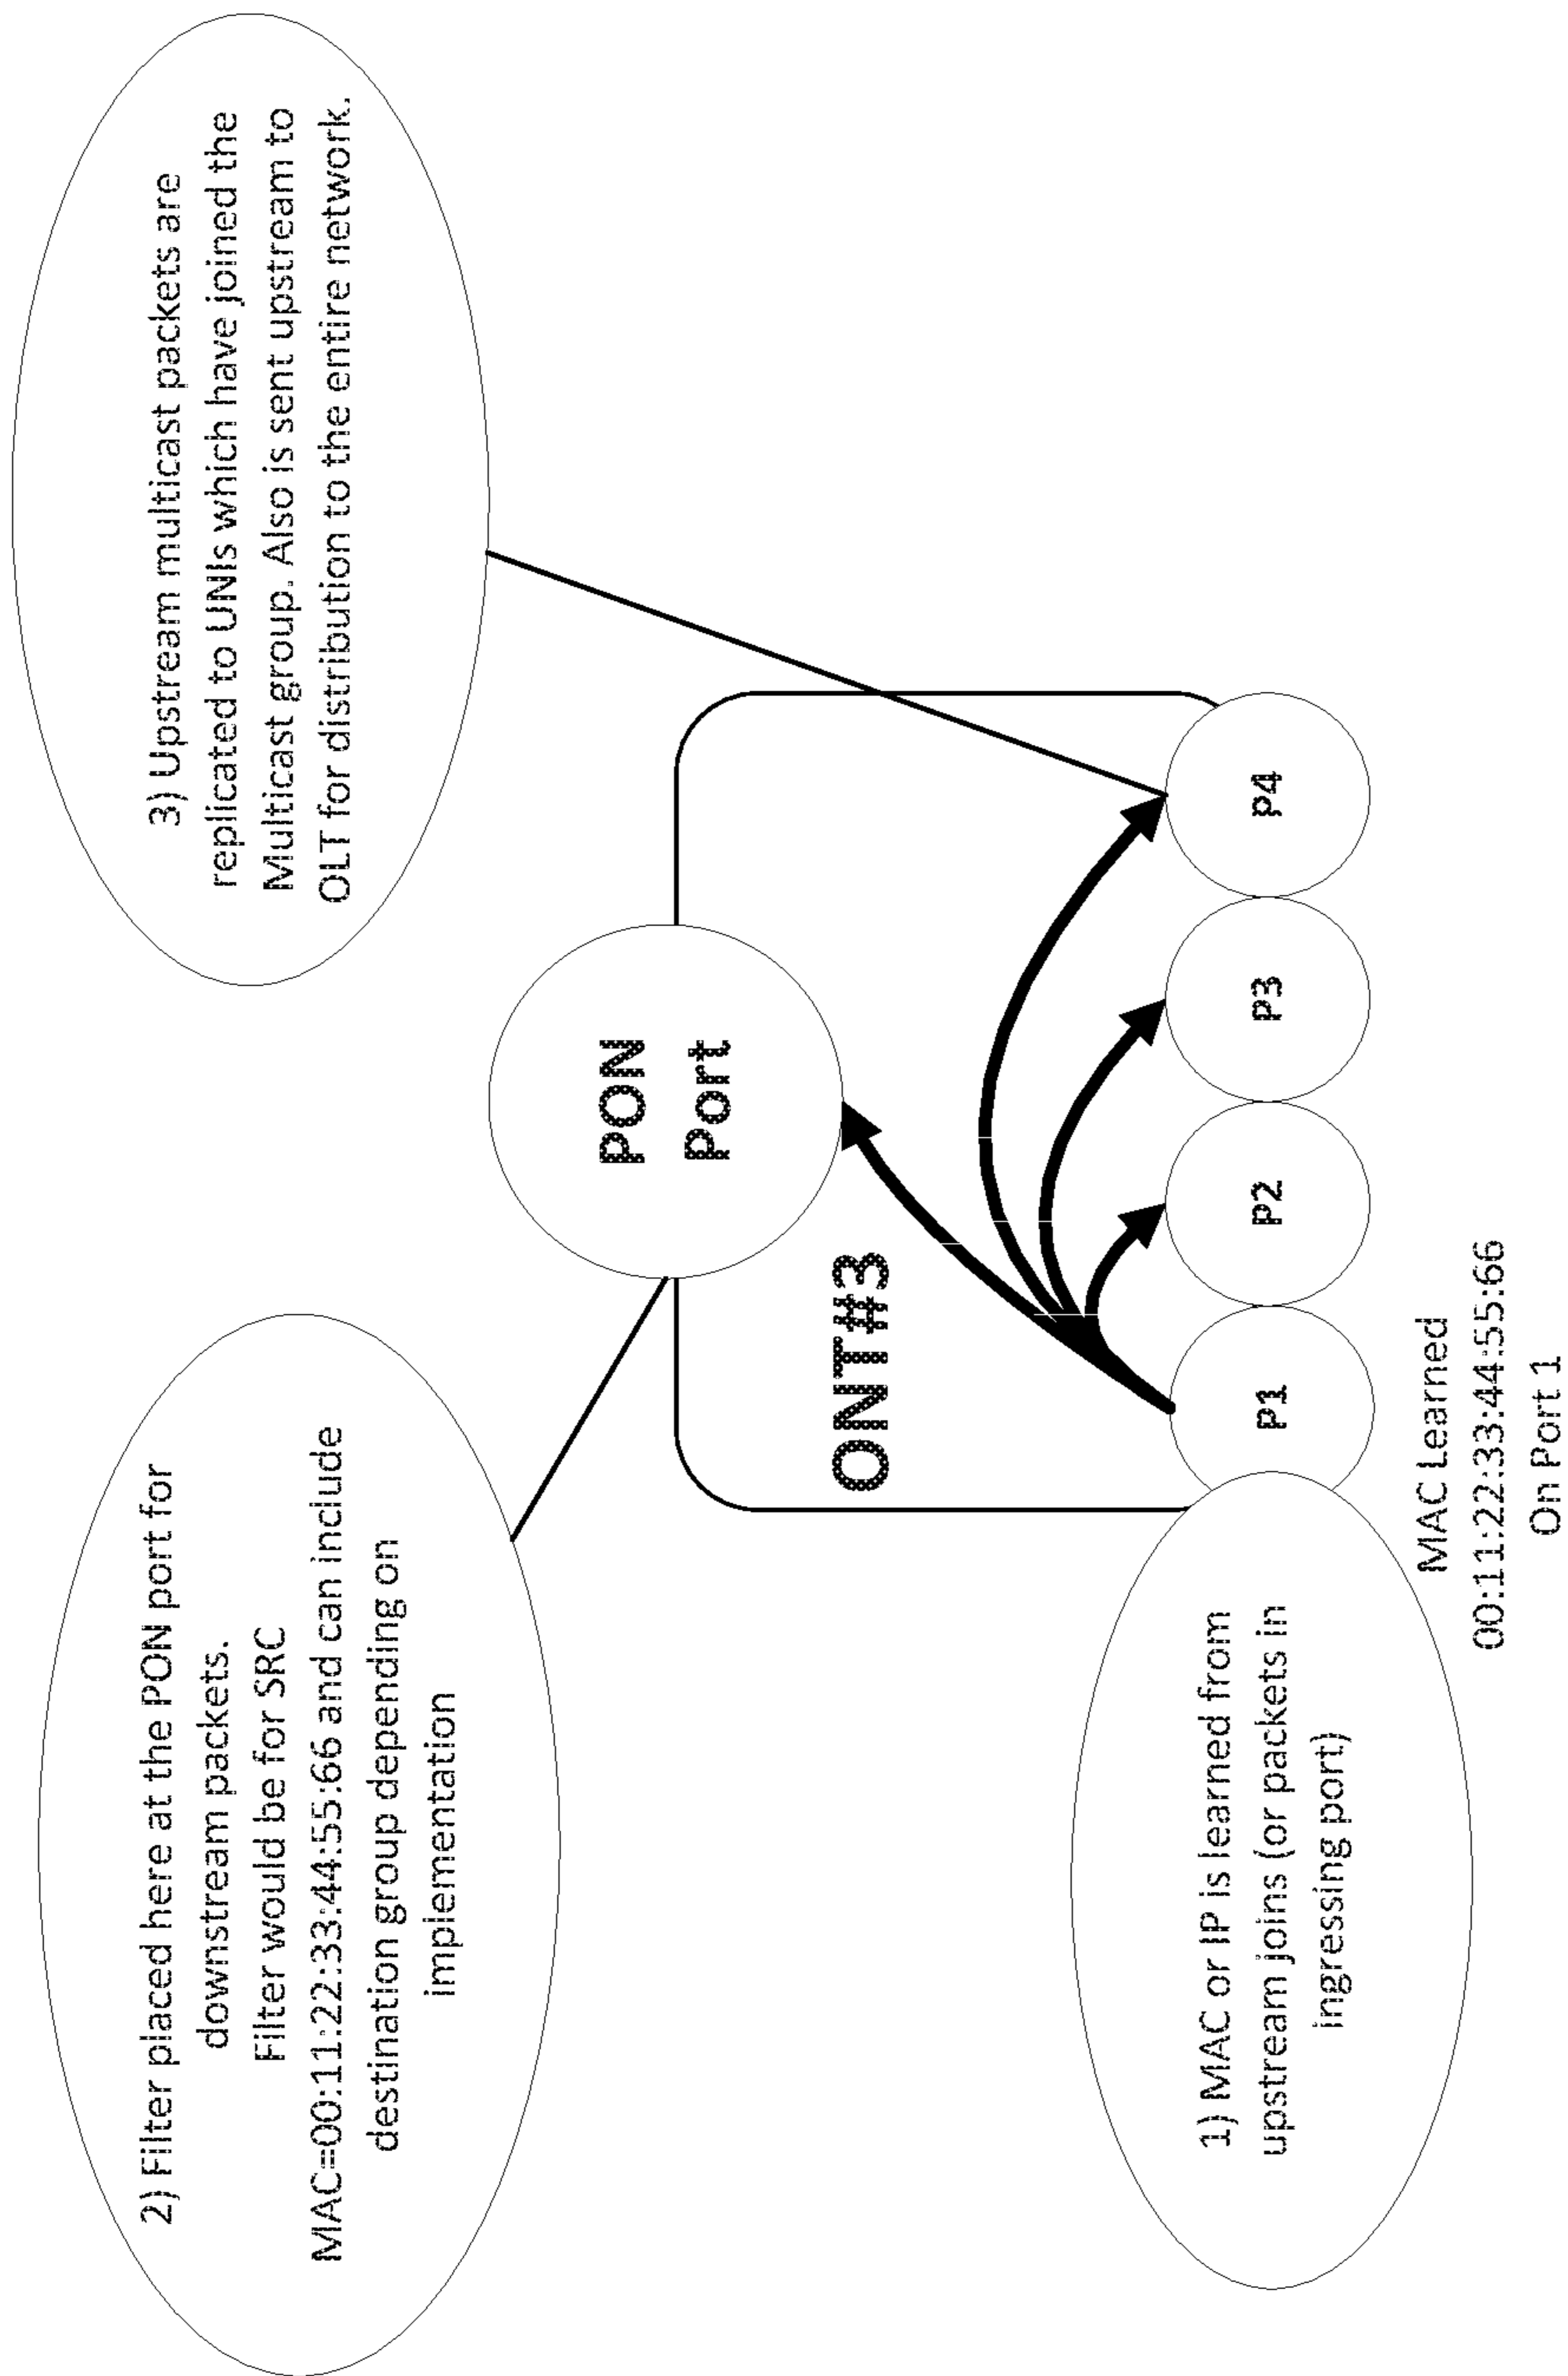 2) Filter placed here at the PON port for
downstream packets.
Filter would be for SRC
MAC=00:11:22:33:44:55:66 and can include
destination group depending on
implementation
3) Upstream multicast packets are
replicated to UNIs which have joined the
Multicast group. Also is sent upstream to
OLT for distribution to the entire network.
PON
Port
ONT#3
1) MAC or IP is learned from
upstream joins (or packets in
ingressing port)
P1
P2
P3
P4
MAC Learned
00:11:22:33:44:55:66
On Port 1